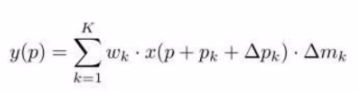 y(p) = \sum_{k=1}^{K} w_k \cdot x(p + p_k + \Delta p_k) \cdot \Delta m_k